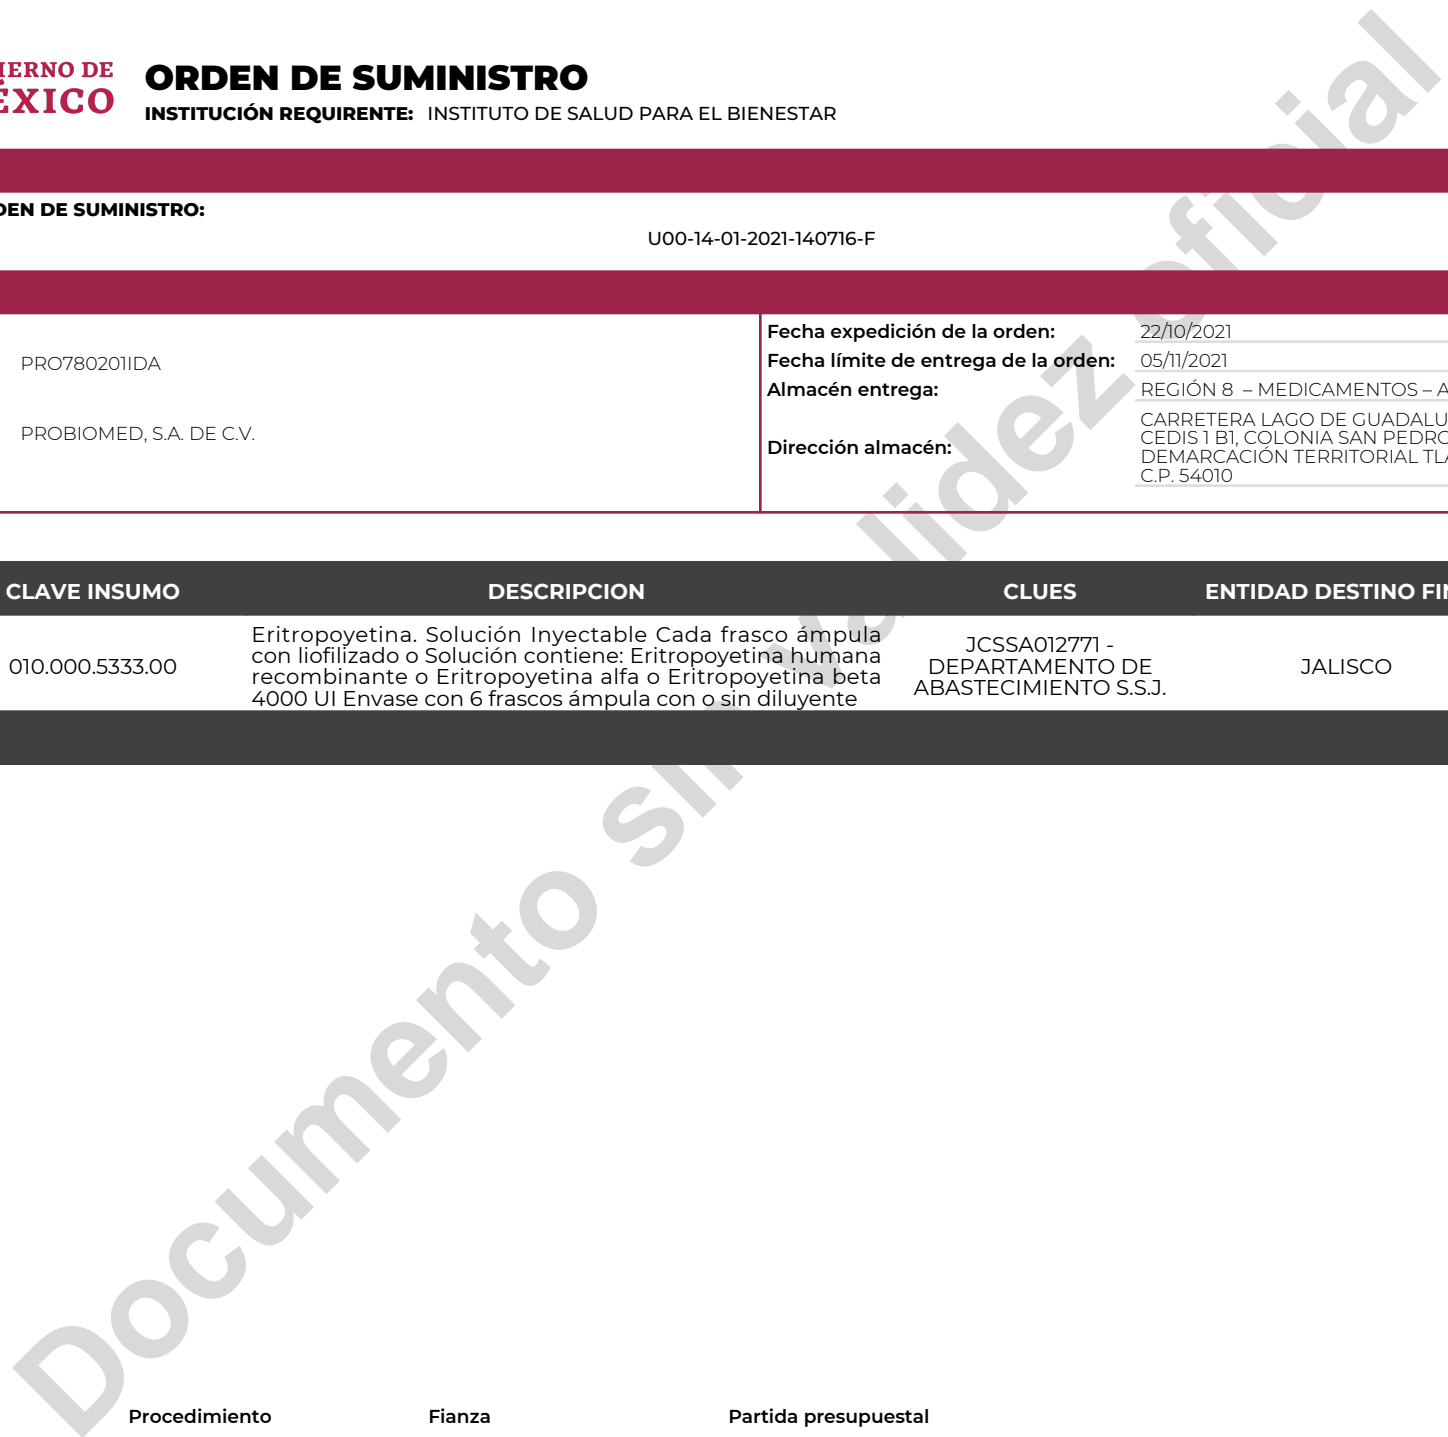 IERNO DE
ÉXICO
ORDEN DE SUMINISTRO
INSTITUCIÓN REQUIRENTE: INSTITUTO DE SALUD PARA EL BIENESTAR
DEN DE SUMINISTRO:
U00-14-01-2021-140716-F
PRO780201IDA
PROBIOMED, S.A. DE C.V.
Fecha expedición de la orden: 22/10/2021
Fecha límite de entrega de la orden: 05/11/2021
Almacén entrega: REGIÓN 8 – MEDICAMENTOS – A
Dirección almacén:
CARRETERA LAGO DE GUADALU
CEDIS 1 B1, COLONIA SAN PEDRO
DEMARCACIÓN TERRITORIAL TLA
C.P. 54010
CLAVE INSUMO DESCRIPCION CLUES ENTIDAD DESTINO FIN
010.000.5333.00
Eritropoyetina. Solución Inyectable Cada frasco ámpula
con liofilizado o Solución contiene: Eritropoyetina humana
recombinante o Eritropoyetina alfa o Eritropoyetina beta
4000 UI Envase con 6 frascos ámpula con o sin diluyente
JCSSA012771 -
DEPARTAMENTO DE
ABASTECIMIENTO S.S.J.
JALISCO
Documento sin validez oficial
Procedimiento Fianza Partida presupuestal